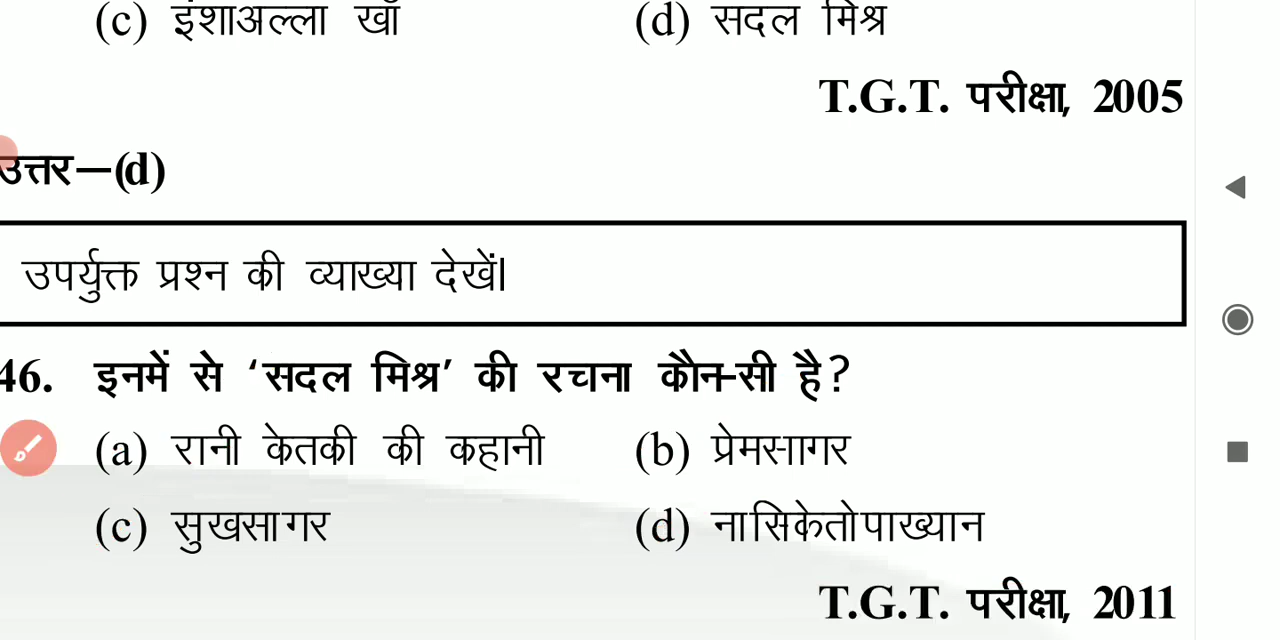 (c) इंशाअल्ला खाँ (d) सदल मिश्र
T.G.T. परीक्षा, 2005
उत्तर—(d)
उपर्युक्त प्रश्न की व्याख्या देखें।
46. इनमें से ‘सदल मिश्र’ की रचना कौन-सी है?
(a) रानी केतकी की कहानी (b) प्रेमसागर
(c) सुखसागर (d) नासिकेतोपाख्यान
T.G.T. परीक्षा, 2011